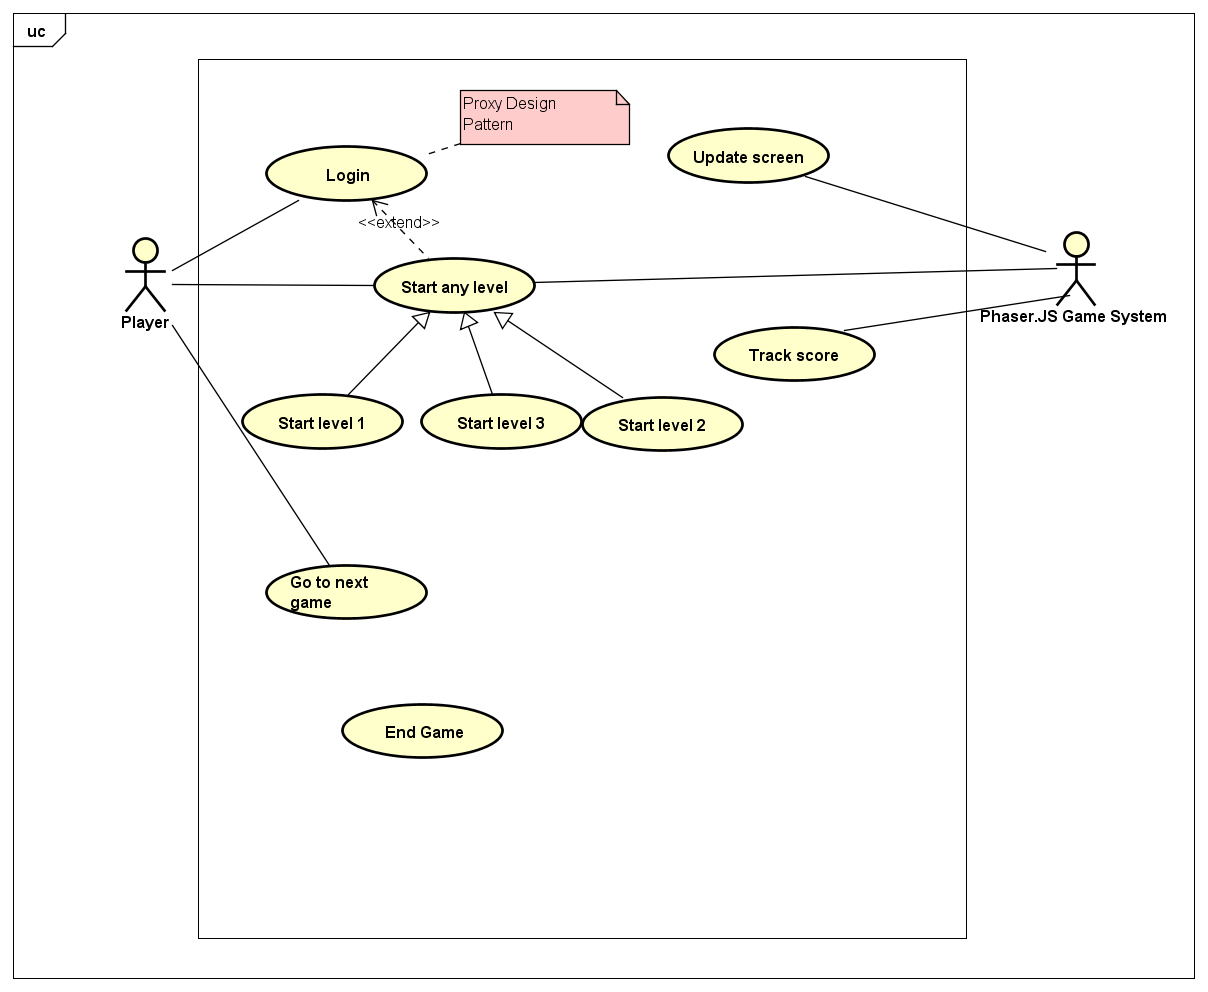 uc
Proxy Design
Pattern
Update screen
Login
<<extend>>
Start any level
Player
Phaser.JS Game System
Track score
Start level 1
Start level 3
Start level 2
Go to next
game
End Game